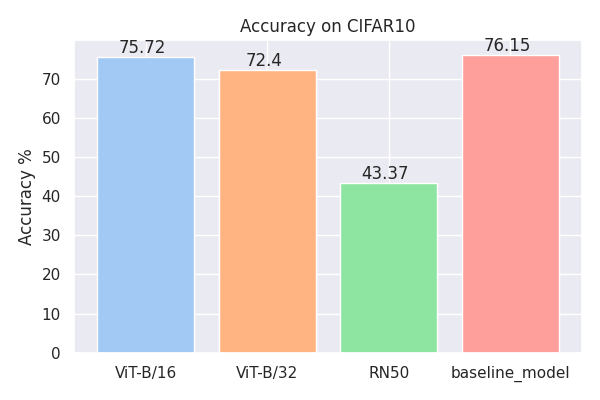 Accuracy on CIFAR10
Accuracy %
70
60
50
40
30
20
10
0
75.72
72.4
43.37
76.15
ViT-B/16
ViT-B/32
RN50
baseline_model